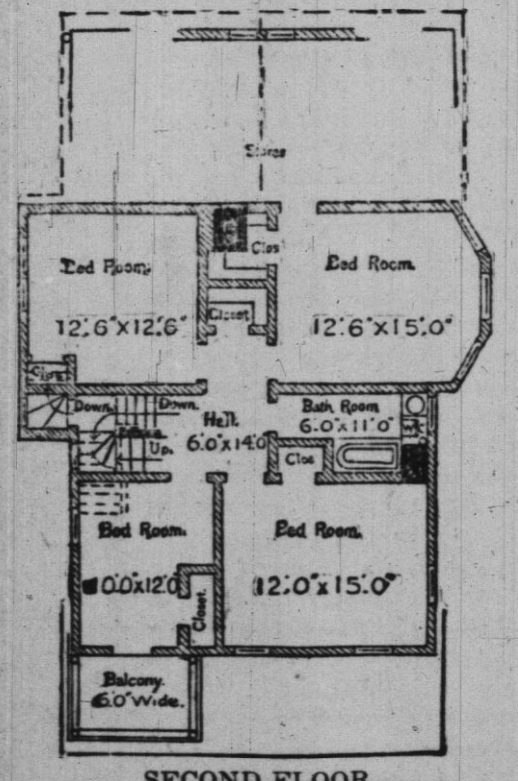 Stores
Clos
Bed Room.
Bed Room.
12'.6"x12'.6"
Closet
12'.6"x15'.0"
Clos.
Down.
Down.
Hall.
6'.0"x14'.0
Bath Room
6'.0"x11'.0"
W.C
Up.
Clos
Bed Room.
Bed Room.
10'.0"x12'.0
12'.0"x15'.0"
Closet.
Balcony.
6'.0" Wide.
SECOND FLOOR